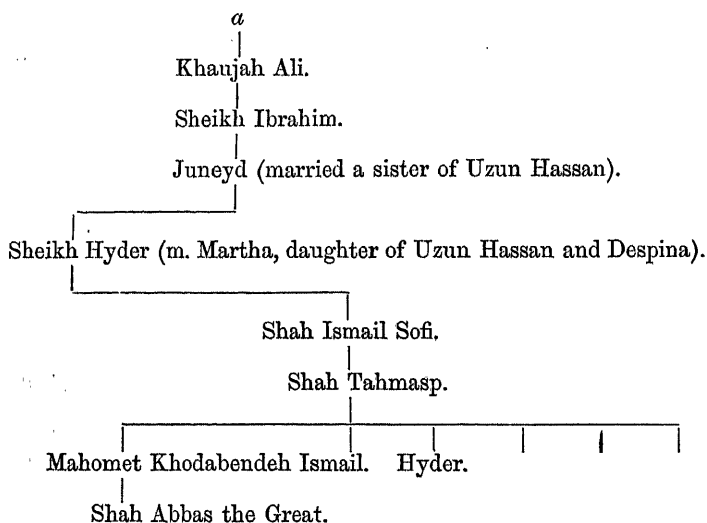 a
Khaujah Ali.
Sheikh Ibrahim.
Juneyd (married a sister of Uzun Hassan).
Sheikh Hyder (m. Martha, daughter of Uzun Hassan and Despina).
Shah Ismail Sofi.
Shah Tahmasp.
Mahomet Khodabendeh Ismail. Hyder.
Shah Abbas the Great.